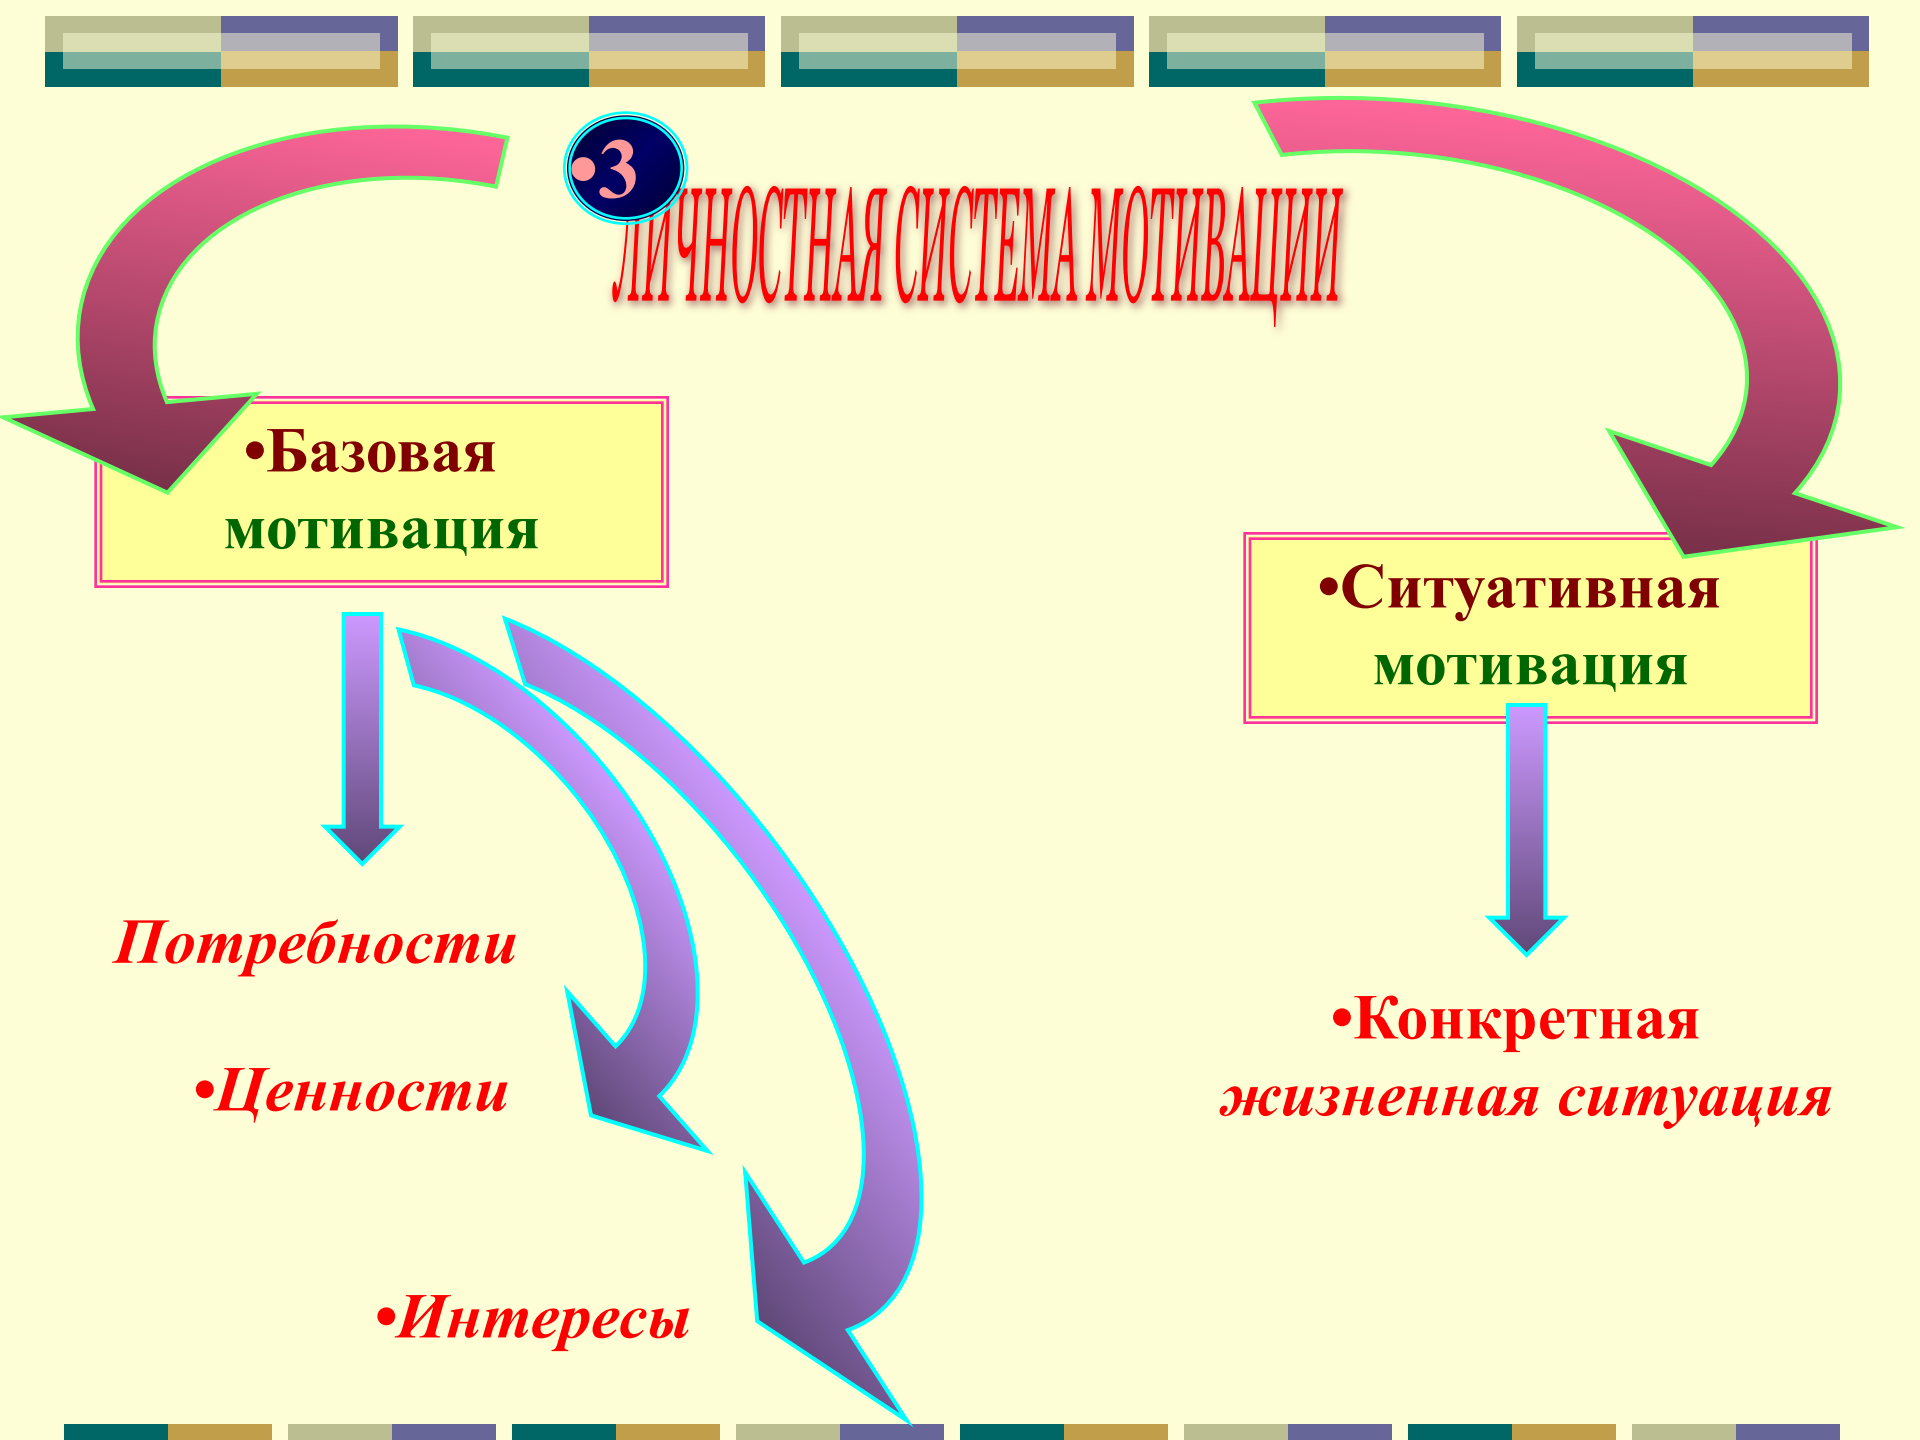 •3
ЛИЧНОСТНАЯ СИСТЕМА МОТИВАЦИИ
•Базовая
мотивация
•Ситуативная
мотивация
Потребности
•Ценности
•Интересы
•Конкретная
жизненная ситуация